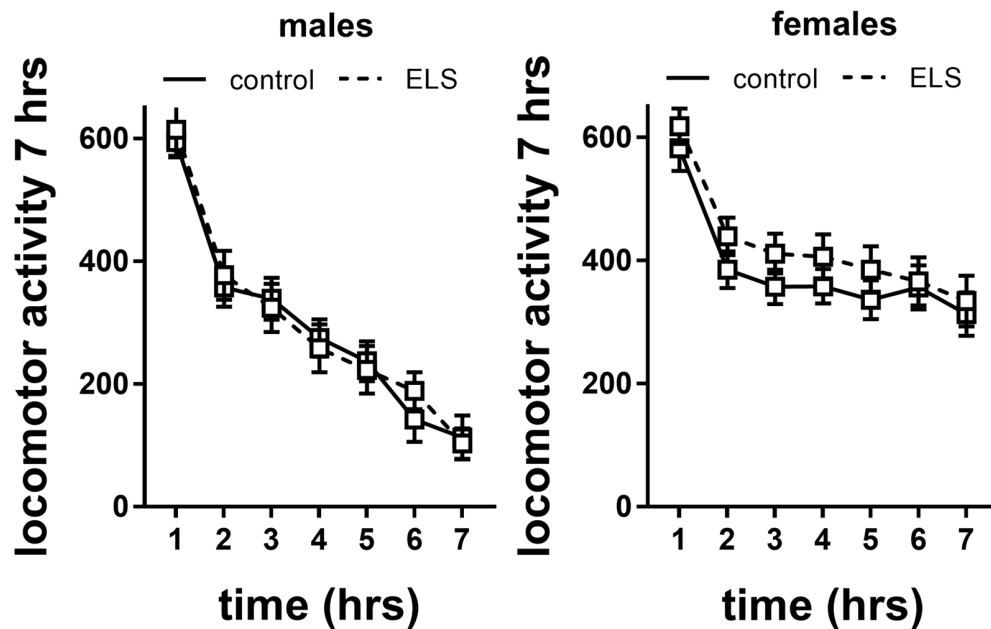 males
control ELS
locomotor activity 7 hrs
600
400
200
0
1 2 3 4 5 6 7
time (hrs)
females
control ELS
locomotor activity 7 hrs
600
400
200
0
1 2 3 4 5 6 7
time (hrs)